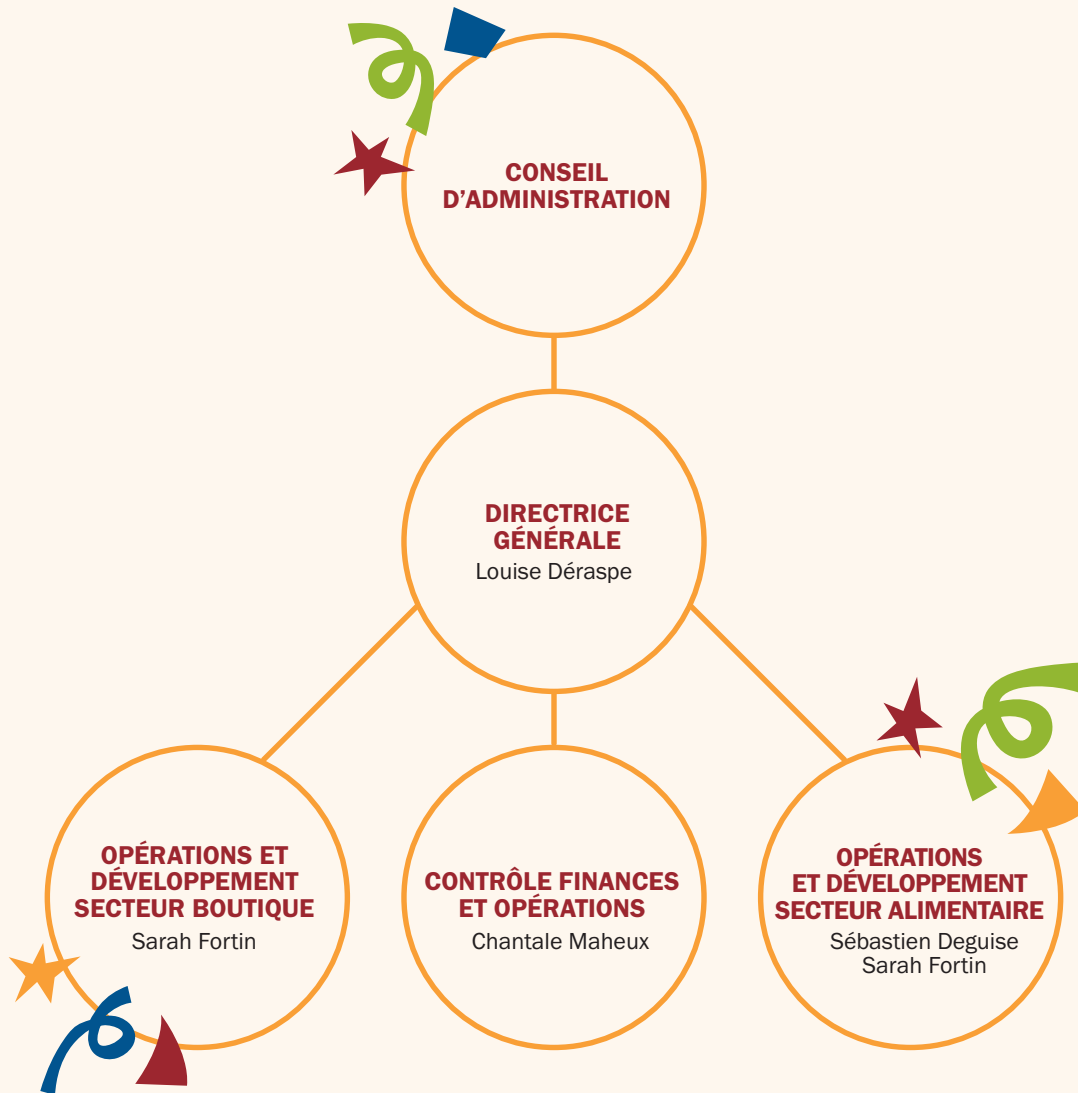 CONSEIL
D’ADMINISTRATION
DIRECTRICE
GÉNÉRALE
Louise Déraspe
OPÉRATIONS ET
DÉVELOPPEMENT
SECTEUR BOUTIQUE
Sarah Fortin
CONTRÔLE FINANCES
ET OPÉRATIONS
Chantale Maheux
OPÉRATIONS
ET DÉVELOPPEMENT
SECTEUR ALIMENTAIRE
Sébastien Deguise
Sarah Fortin